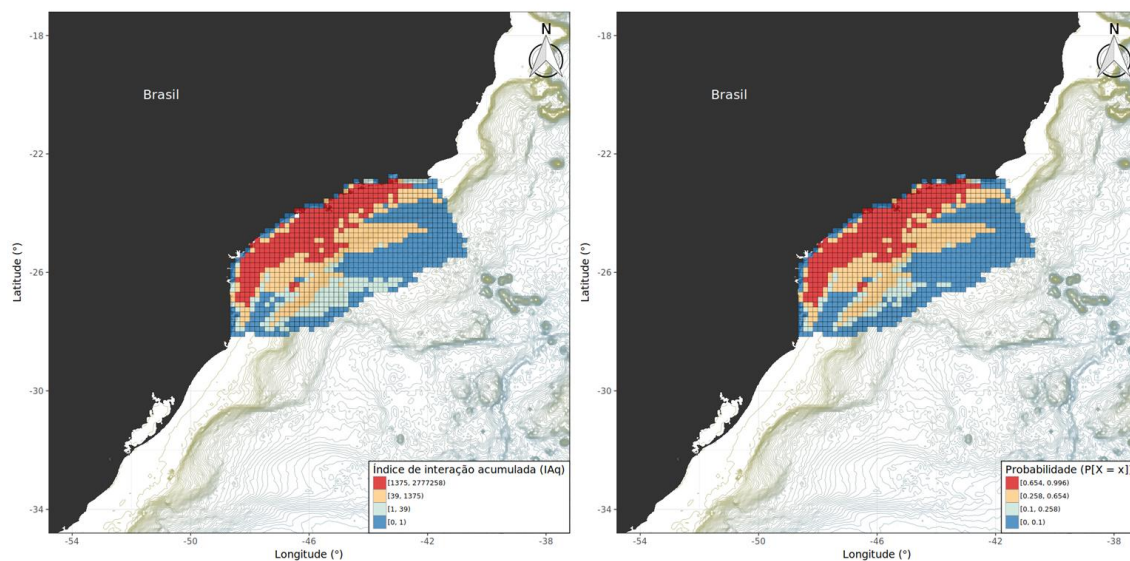 N
Brasil
-18
-22
-26
-30
-34
Latitude (°)
-54
-50
-46
-42
-38
Longitude (°)
Índice de interação acumulada (IAq)
[1375, 2777258)
[39, 1375)
[1, 39)
[0, 1)
N
Brasil
-18
-22
-26
-30
-34
Latitude (°)
-50
-46
-42
-38
Longitude (°)
Probabilidade (P[X = x])
[0.654, 0.996]
[0.258, 0.654)
[0.1, 0.258)
[0, 0.1)